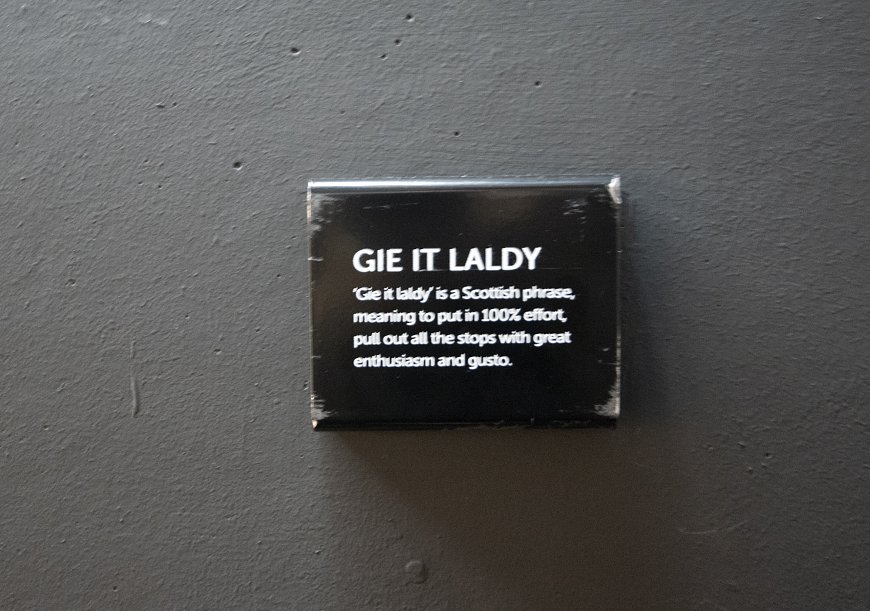 GIE IT LALDY
'Gie it laldy' is a Scottish phrase,
meaning to put in 100% effort,
pull out all the stops with great
enthusiasm and gusto.